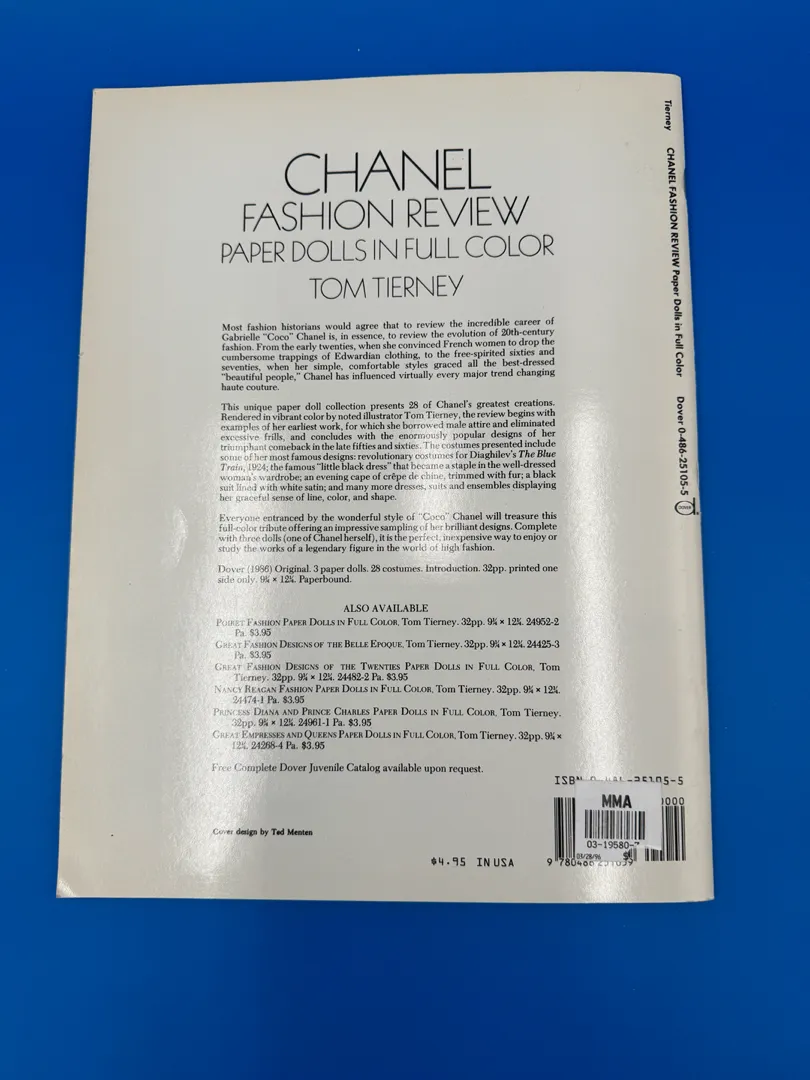 CHANEL
FASHION REVIEW
PAPER DOLLS IN FULL COLOR
TOM TIERNEY
Most fashion historians would agree that to review the incredible career of
Gabrielle "Coco" Chanel is, in essence, to review the evolution of 20th-century
fashion. From the early twenties, when she convinced French women to drop the
cumbersome trappings of Edwardian clothing, to the free-spirited sixties and
seventies, when her simple, comfortable styles graced all the best-dressed
"beautiful people," Chanel has influenced virtually every major trend changing
haute couture.
This unique paper doll collection presents 28 of Chanel's greatest creations.
Rendered in vibrant color by noted illustrator Tom Tierney, the review begins with
examples of her earliest work, for which she borrowed male attire and eliminated
excessive frills, and concludes with the enormously popular designs of her
triumphant comeback in the late fifties and sixties. The costumes presented include
some of her most famous designs: revolutionary costumes for Diaghilev's The Blue
Train, 1924; the famous "little black dress" that became a staple in the well-dressed
woman's wardrobe; an evening cape of crêpe de chine, trimmed with fur; a black
suit lined with white satin; and many more dresses, suits and ensembles displaying
her graceful sense of line, color, and shape.
Everyone entranced by the wonderful style of "Coco" Chanel will treasure this
full-color tribute offering an impressive sampling of her brilliant designs. Complete
with three dolls (one of Chanel herself), it is the perfect, inexpensive way to enjoy or
study the works of a legendary figure in the world of high fashion.
Dover (1986) Original. 3 paper dolls. 28 costumes. Introduction. 32pp. printed one
side only. 9¼ × 12¼. Paperbound.
ALSO AVAILABLE
POIRET FASHION PAPER DOLLS IN FULL COLOR, Tom Tierney. 32pp. 9¼ × 12¼. 24952-2
Pa. $3.95
GREAT FASHION DESIGNS OF THE BELLE EPOQUE, Tom Tierney. 32pp. 9¼ × 12¼. 24425-3
Pa. $3.95
GREAT FASHION DESIGNS OF THE TWENTIES PAPER DOLLS IN FULL COLOR, Tom
Tierney. 32pp. 9¼ × 12¼. 24482-2 Pa. $3.95
NANCY REAGAN FASHION PAPER DOLLS IN FULL COLOR, Tom Tierney. 32pp. 9¼ × 12¼.
24474-1 Pa. $3.95
PRINCESS DIANA AND PRINCE CHARLES PAPER DOLLS IN FULL COLOR, Tom Tierney.
32pp. 9¼ × 12¼. 24961-1 Pa. $3.95
GREAT EMPRESSES AND QUEENS PAPER DOLLS IN FULL COLOR, Tom Tierney. 32pp. 9¼ ×
12¼. 24268-4 Pa. $3.95
Free Complete Dover Juvenile Catalog available upon request.
Cover design by Ted Menten
$4.95 IN USA
ISBN
25105-5
MMA
03-19580-
03/28/96
Tierney CHANEL FASHION REVIEW Paper Dolls in Full Color Dover 0-486-25105-5
DOVER